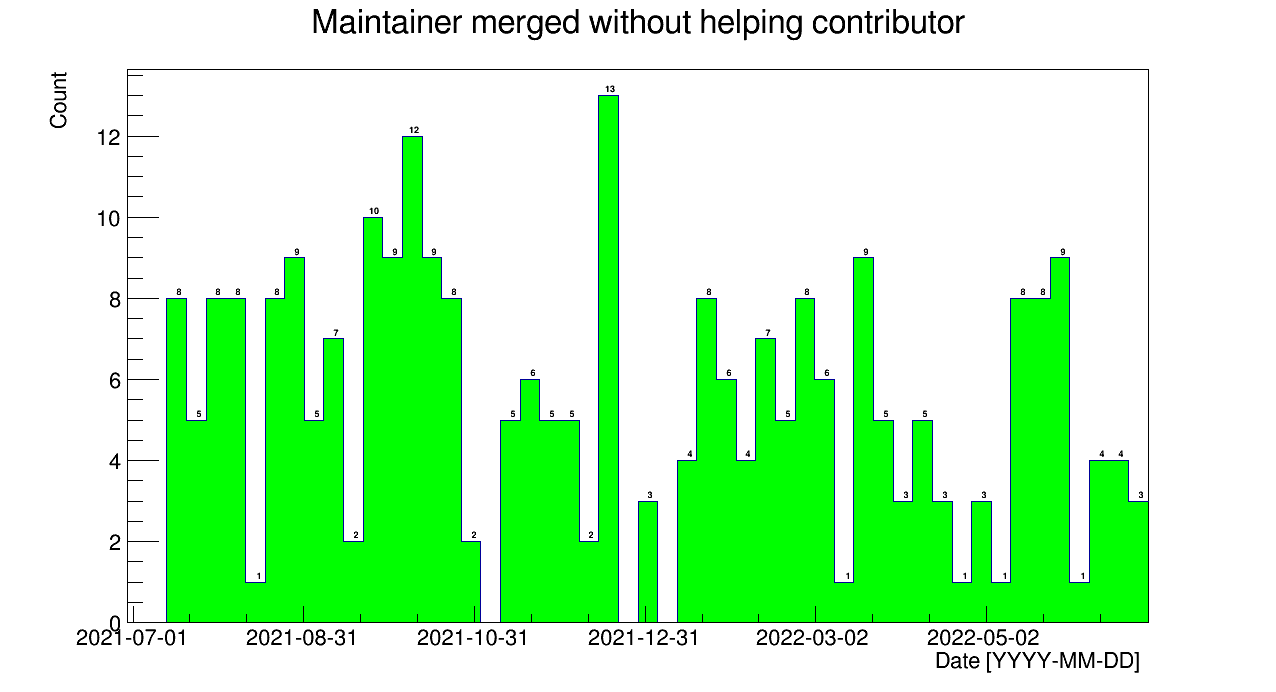 Maintainer merged without helping contributor
Count
13
12
12
10
10
9 9 9 9 9
8
8 8 8 8 8 8 8 8 8
7 7
6
6 6 6
5 5 5 5 5 5 5 5
4
4 4 4 4
3 3 3 3 3
2
2 2 2
1 1 1 1 1
0
2021-07-01 2021-08-31 2021-10-31 2021-12-31 2022-03-02 2022-05-02
Date [YYYY-MM-DD]